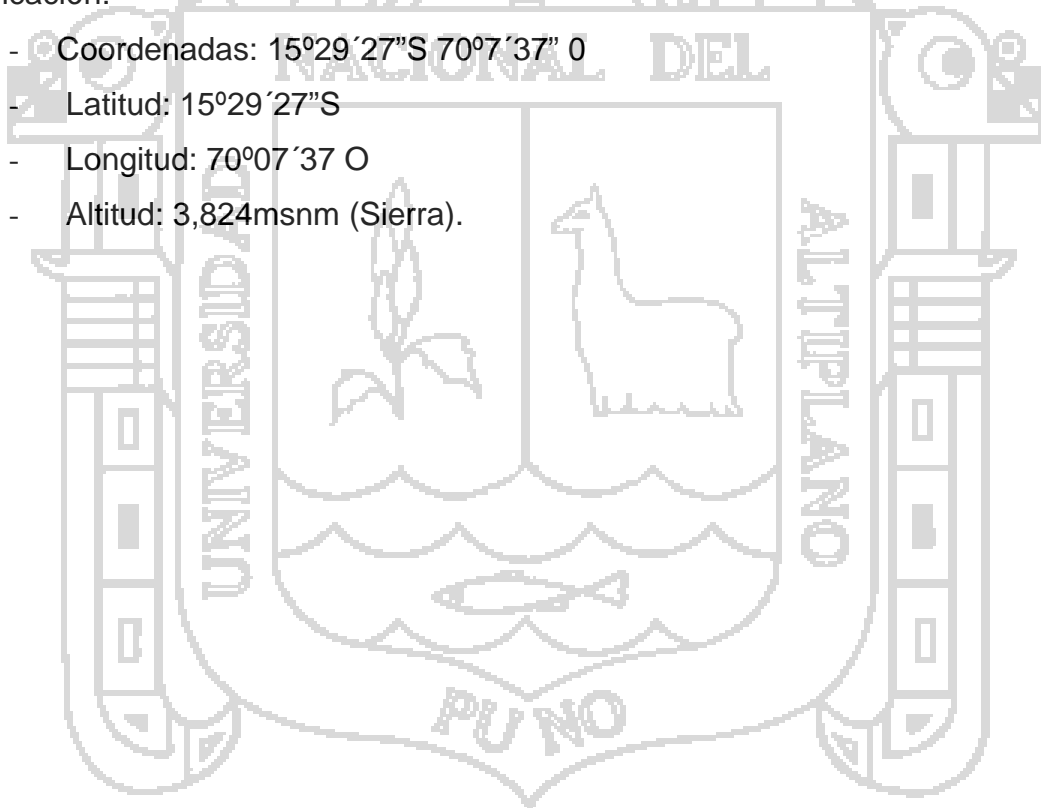 - Coordenadas: 15º29´27”S 70º7´37” 0
- Latitud: 15º29´27”S
- Longitud: 70º07´37 O
- Altitud: 3,824msnm (Sierra).
UNIVERSIDAD
NACIONAL DEL
ALTIPLANO
PUNO